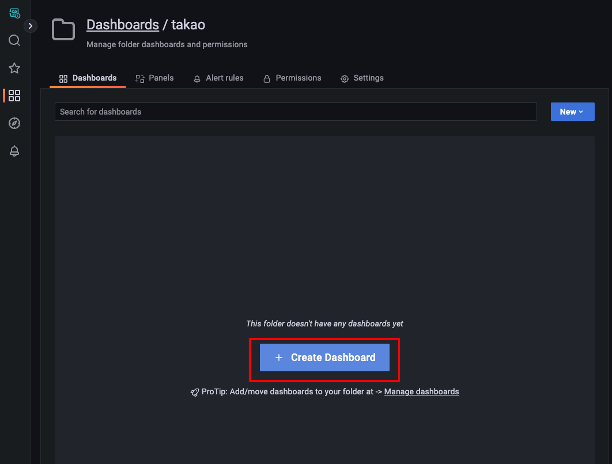 Dashboards / takao
Manage folder dashboards and permissions
Dashboards Panels Alert rules Permissions Settings
Search for dashboards New
This folder doesn't have any dashboards yet
+ Create Dashboard
ProTip: Add/move dashboards to your folder at -> Manage dashboards